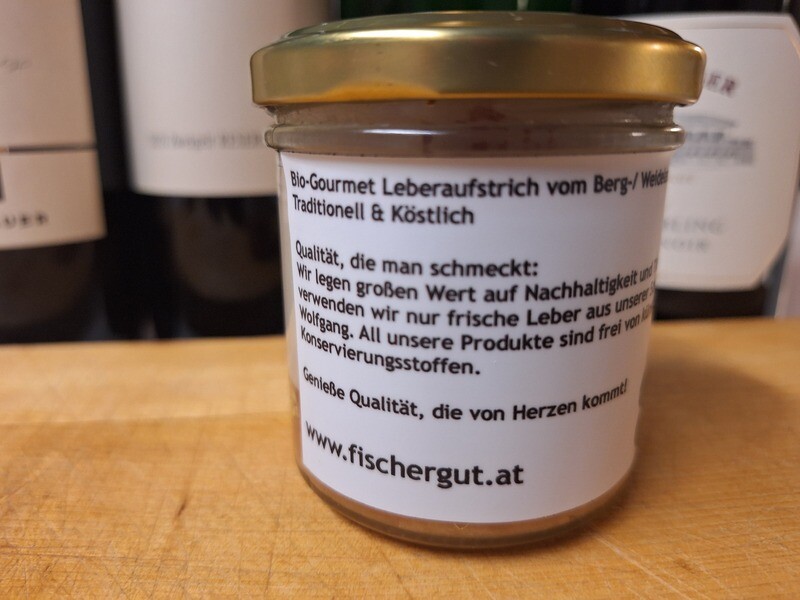 Bio-Gourmet Leberaufstrich vom Berg-/
Traditionell & Köstlich
Qualität, die man schmeckt:
Wir legen großen Wert auf Nachhaltigkeit und
verwenden wir nur frische Leber aus unserer
Wolfgang. All unsere Produkte sind frei von
Konservierungsstoffen.
Genieße Qualität, die von Herzen kommt!
www.fischergut.at